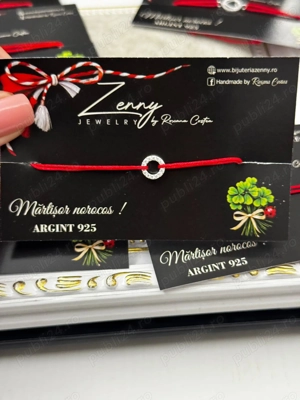 Zenny
JEWELRY by Roxana Costea
www.bijuteriazenny.ro
Handmade by Roxana Costea
Mărțișor norocos !
ARGINT 925
Mărțișor norocos !
ARGINT 925